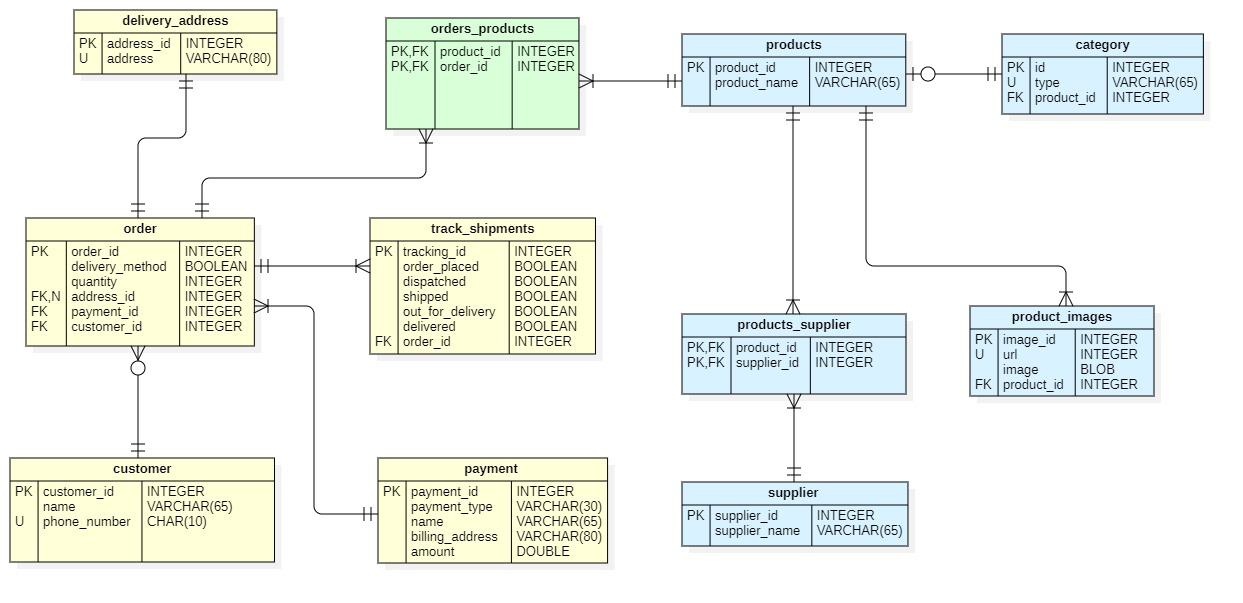 delivery_address
PK address_id INTEGER
U address VARCHAR(80)
orders_products
PK,FK product_id INTEGER
PK,FK order_id INTEGER
products
PK product_id INTEGER
product_name VARCHAR(65)
category
PK id INTEGER
U type VARCHAR(65)
FK product_id INTEGER
order
PK order_id INTEGER
delivery_method BOOLEAN
quantity INTEGER
FK,N address_id INTEGER
FK payment_id INTEGER
FK customer_id INTEGER
track_shipments
PK tracking_id INTEGER
order_placed BOOLEAN
dispatched BOOLEAN
shipped BOOLEAN
out_for_delivery BOOLEAN
delivered BOOLEAN
FK order_id INTEGER
products_supplier
PK,FK product_id INTEGER
PK,FK supplier_id INTEGER
product_images
PK image_id INTEGER
U url INTEGER
image BLOB
FK product_id INTEGER
customer
PK customer_id INTEGER
name VARCHAR(65)
U phone_number CHAR(10)
payment
PK payment_id INTEGER
payment_type VARCHAR(30)
name VARCHAR(65)
billing_address VARCHAR(80)
amount DOUBLE
supplier
PK supplier_id INTEGER
supplier_name VARCHAR(65)